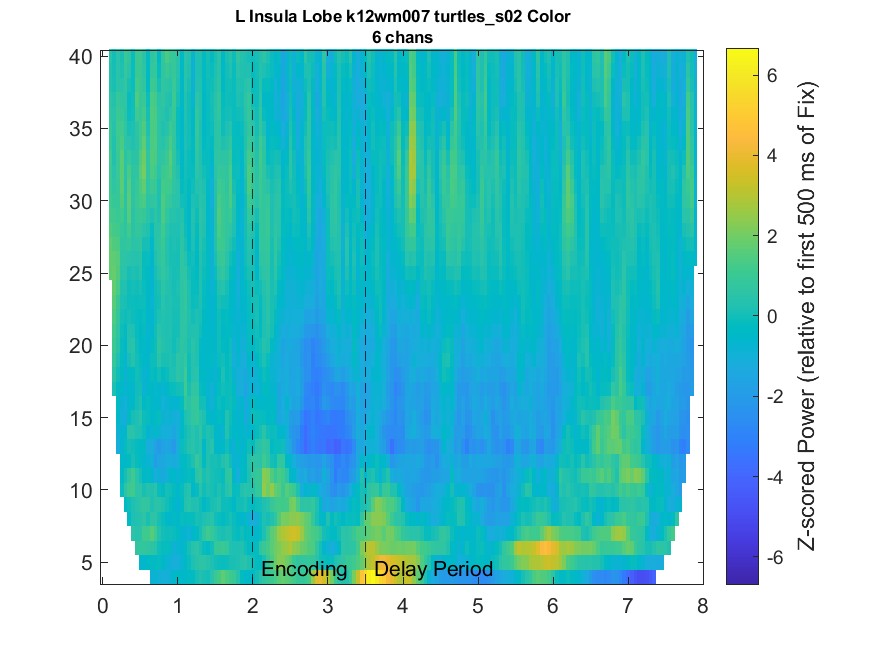 L Insula Lobe k12wm007 turtles_s02 Color
6 chans
40
35
30
25
20
15
10
5
Encoding
Delay Period
0 1 2 3 4 5 6 7 8
6
4
2
0
-2
-4
-6
Z-scored Power (relative to first 500 ms of Fix)